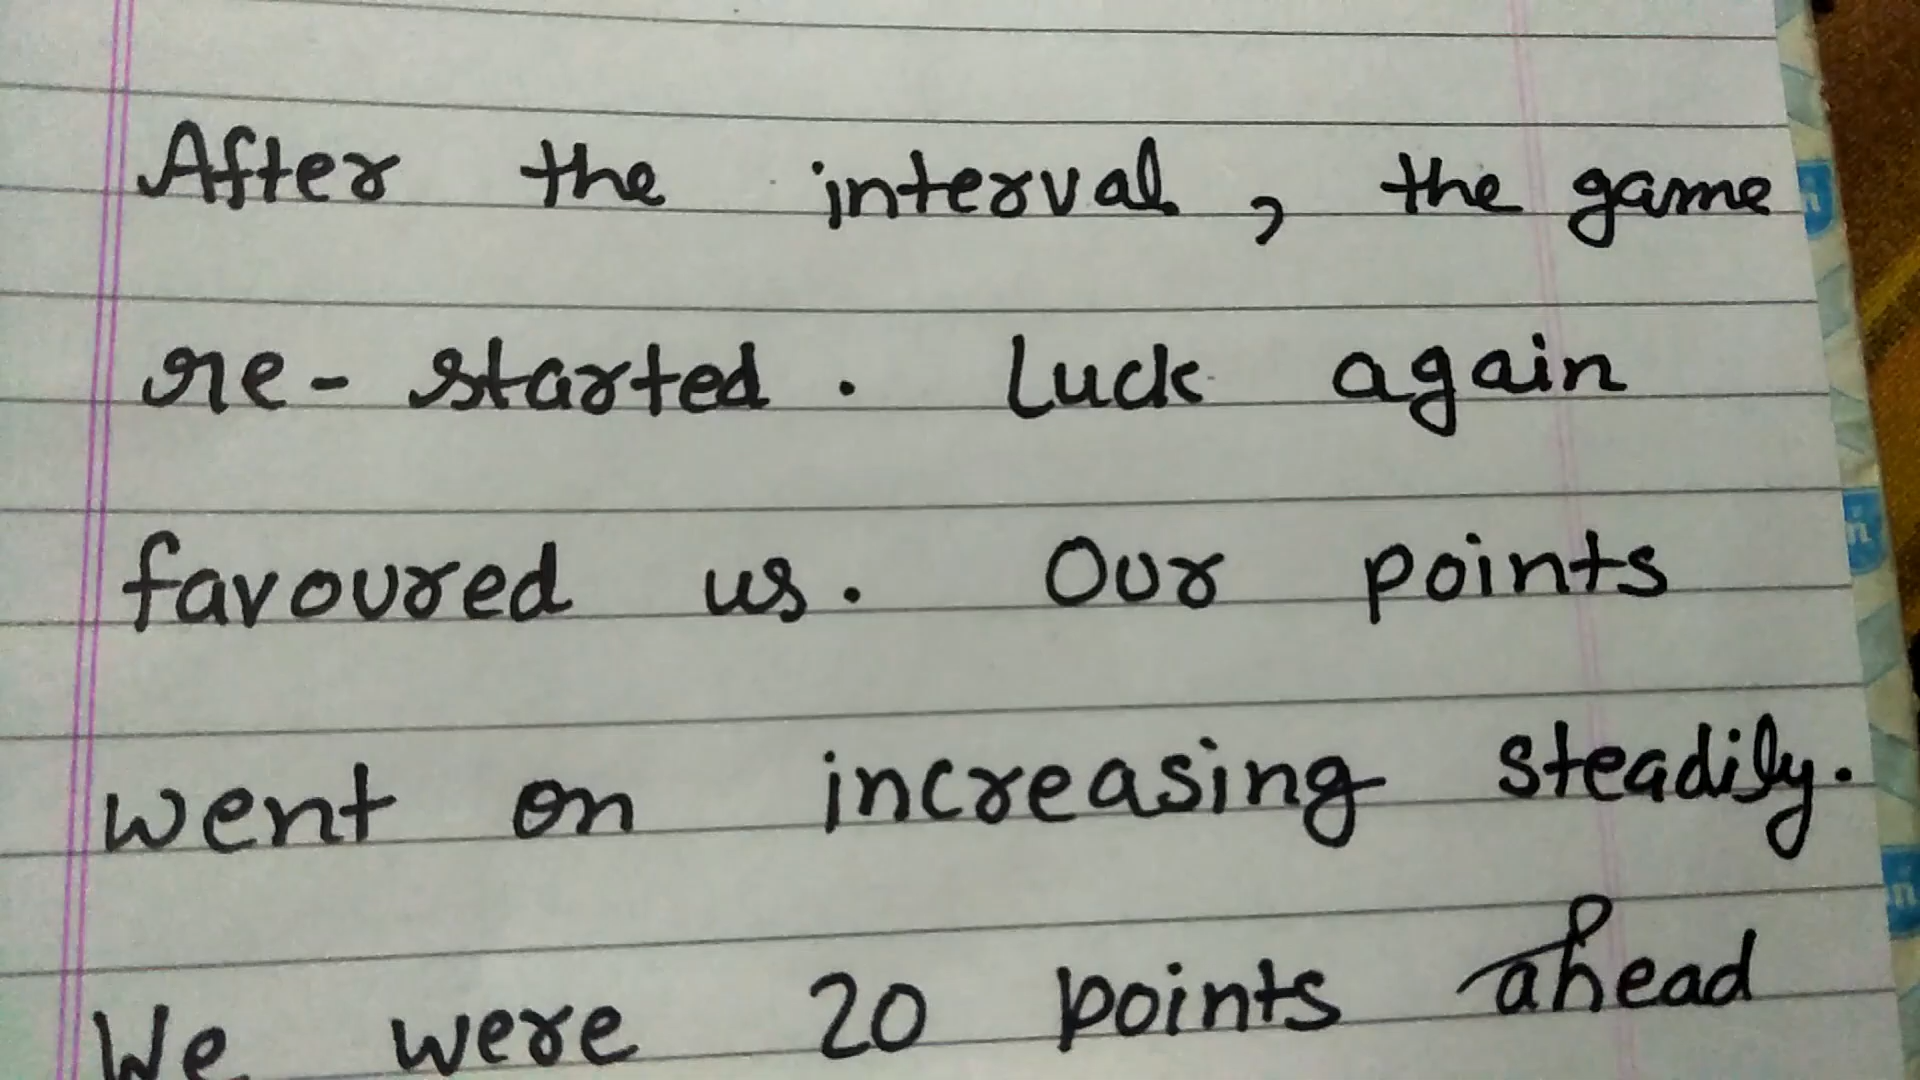 After the interval, the game
re-started. Luck again
favoured us. Our points
went on increasing steadily.
We were 20 points ahead